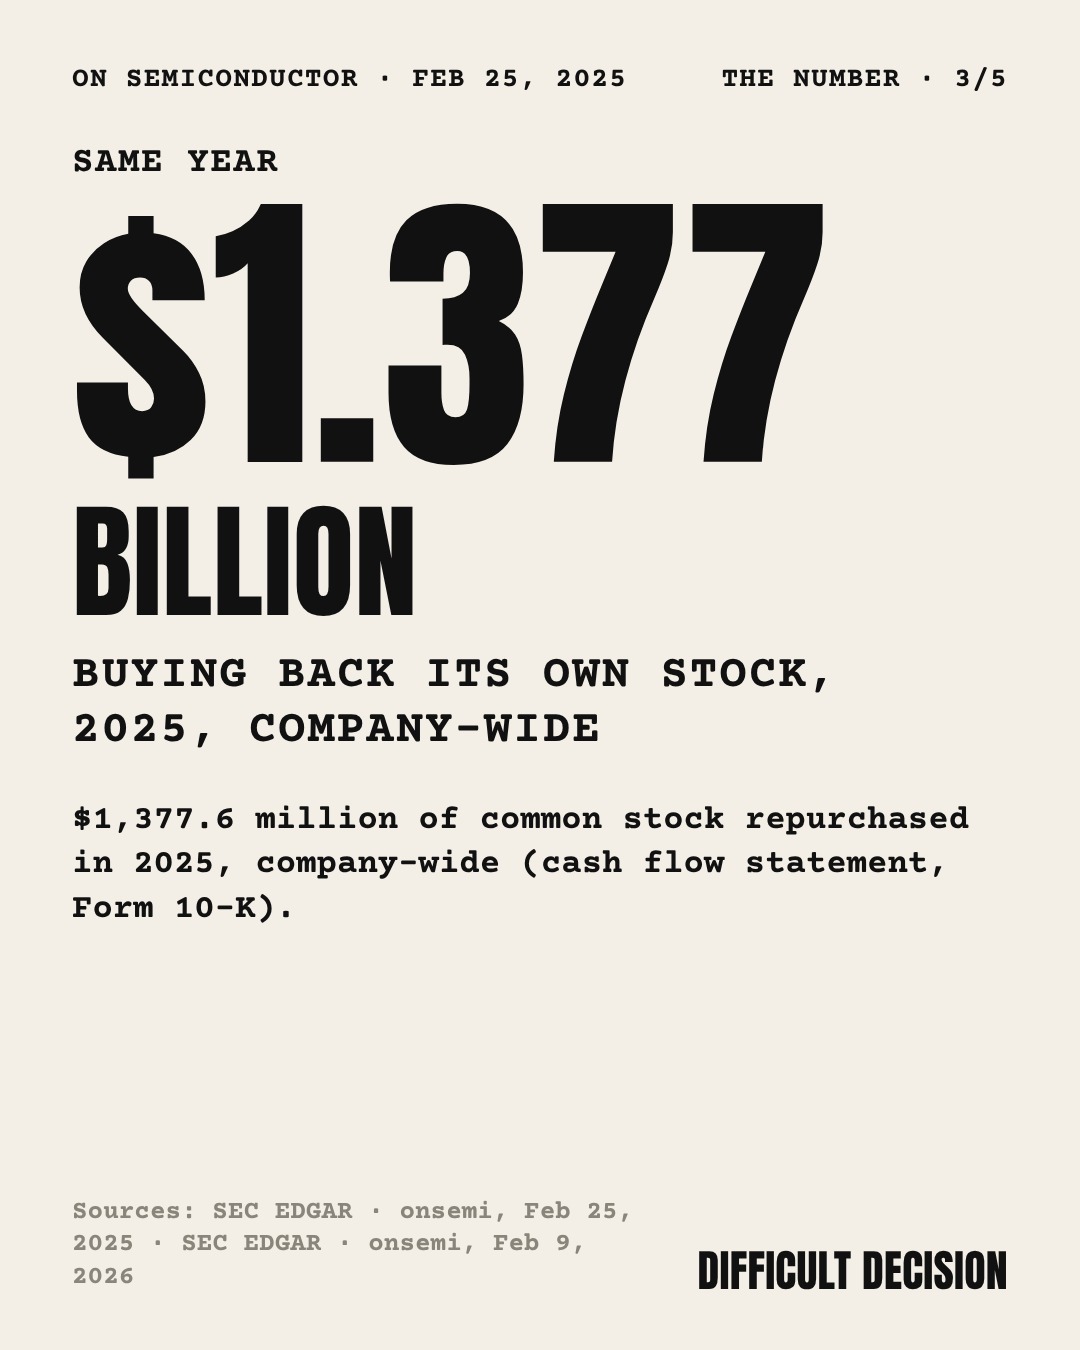 ON SEMICONDUCTOR · FEB 25, 2025
THE NUMBER · 3/5
SAME YEAR
$1.377
BILLION
BUYING BACK ITS OWN STOCK,
2025, COMPANY-WIDE
$1,377.6 million of common stock repurchased
in 2025, company-wide (cash flow statement,
Form 10-K).
Sources: SEC EDGAR · onsemi, Feb 25,
2025 · SEC EDGAR · onsemi, Feb 9,
2026
DIFFICULT DECISION